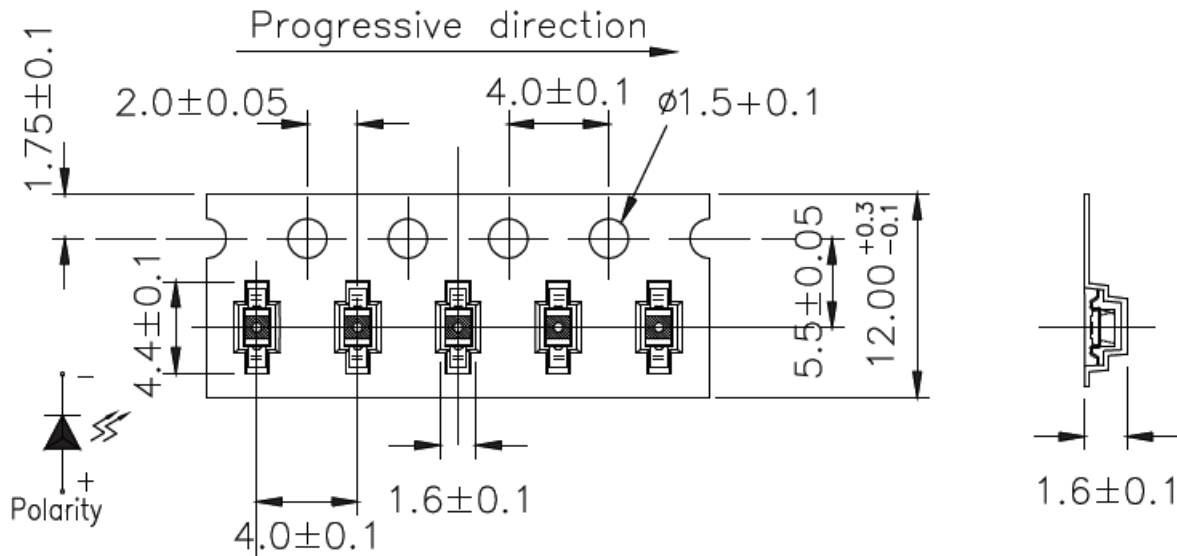 Progressive direction
1.75±0.1
2.0±0.05
4.0±0.1
ø1.5+0.1
4.4±0.1
5.5±0.05
12.00 +0.3 -0.1
−
+
Polarity
4.0±0.1
1.6±0.1
1.6±0.1